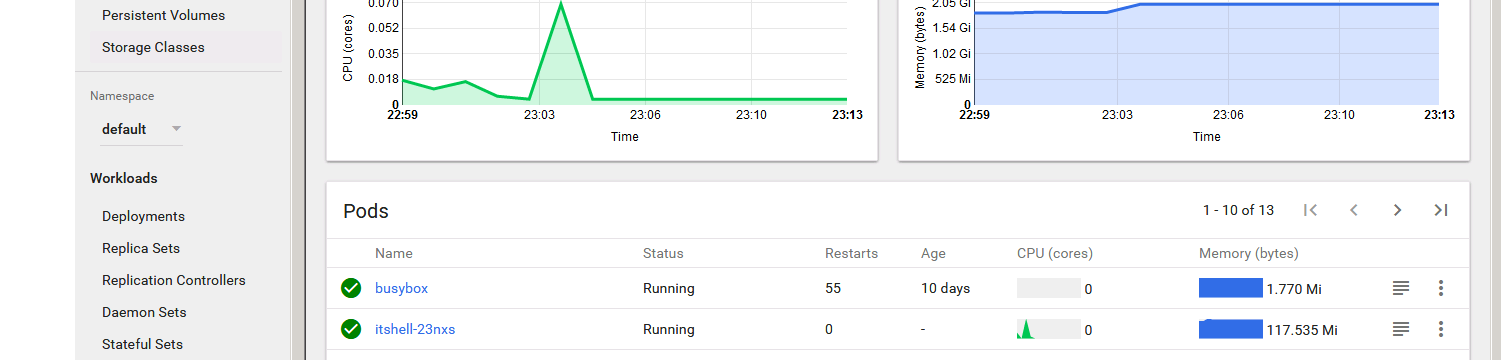 Persistent Volumes
Storage Classes
Namespace
default
Workloads
Deployments
Replica Sets
Replication Controllers
Daemon Sets
Stateful Sets
CPU (cores)
0.070
0.052
0.035
0.018
0
22:59 23:03 23:06 23:10 23:13
Time
Memory (bytes)
2.05 Gi
1.54 Gi
1.02 Gi
525 Mi
0
22:59 23:03 23:06 23:10 23:13
Time
Pods 1 - 10 of 13
Name Status Restarts Age CPU (cores) Memory (bytes)
busybox Running 55 10 days 0 1.770 Mi
itshell-23nxs Running 0 - 0 117.535 Mi